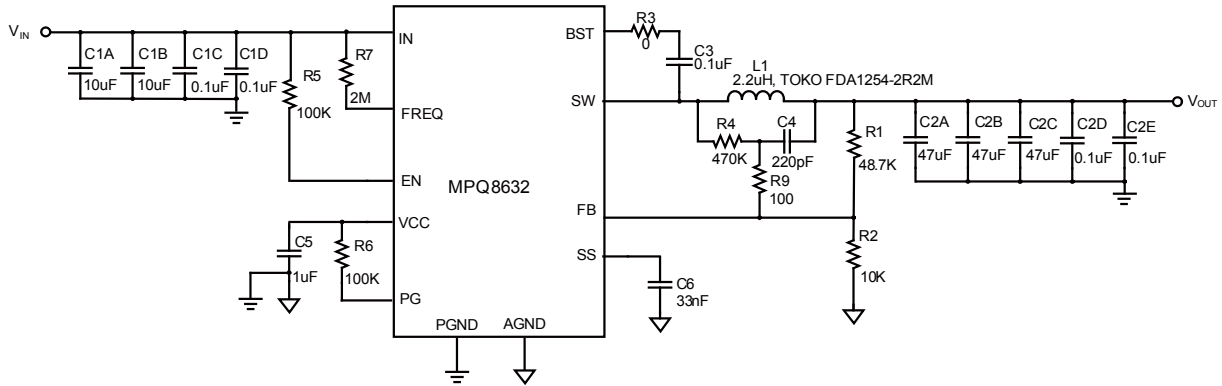 V_IN
C1A
C1B
C1C
C1D
10uF
10uF
0.1uF
0.1uF
R5
100K
R7
2M
IN
FREQ
EN
VCC
PG
PGND
AGND
MPQ8632
BST
SW
FB
SS
C5
1uF
R6
100K
R3
0
C3
0.1uF
L1
2.2uH, TOKO FDA1254-2R2M
R4
470K
C4
220pF
R9
100
R1
48.7K
R2
10K
C6
33nF
C2A
C2B
C2C
C2D
C2E
47uF
47uF
47uF
0.1uF
0.1uF
V_OUT